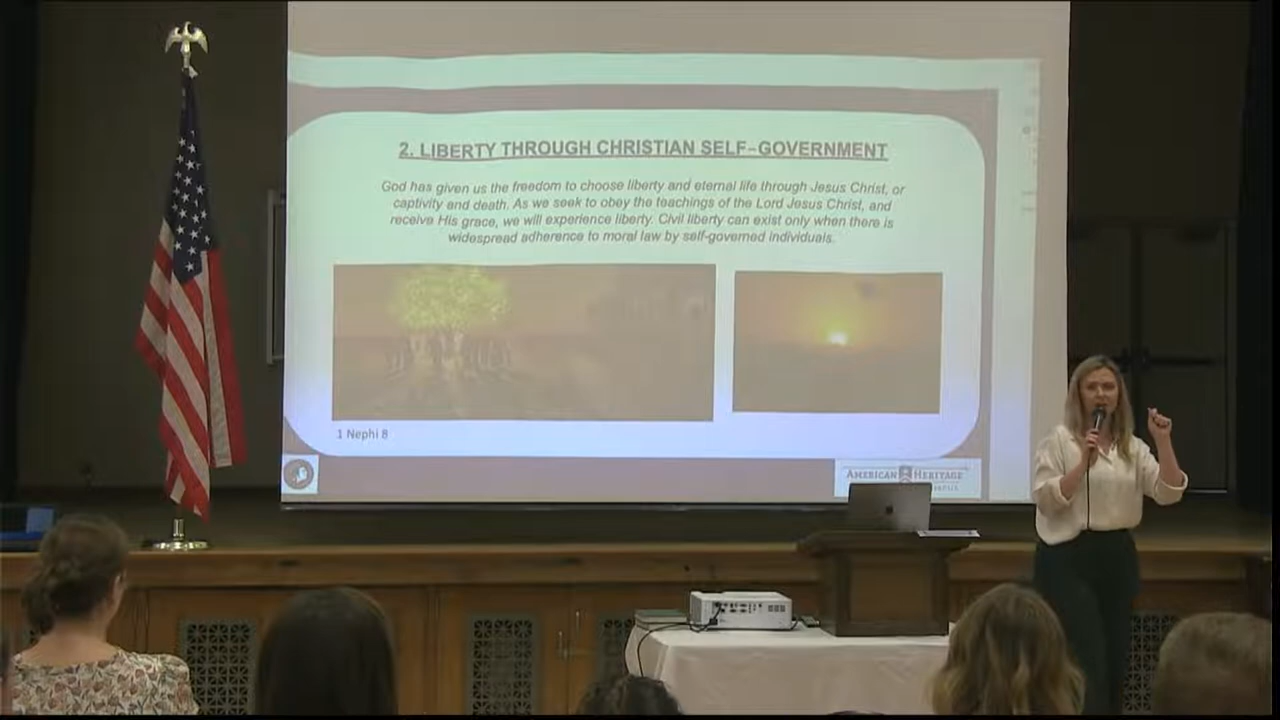 2. LIBERTY THROUGH CHRISTIAN SELF-GOVERNMENT
God has given us the freedom to choose liberty and eternal life through Jesus Christ, or
captivity and death. As we seek to obey the teachings of the Lord Jesus Christ, and
receive His grace, we will experience liberty. Civil liberty can exist only when there is
widespread adherence to moral law by self-governed individuals.
1 Nephi 8
AMERICAN HERITAGE